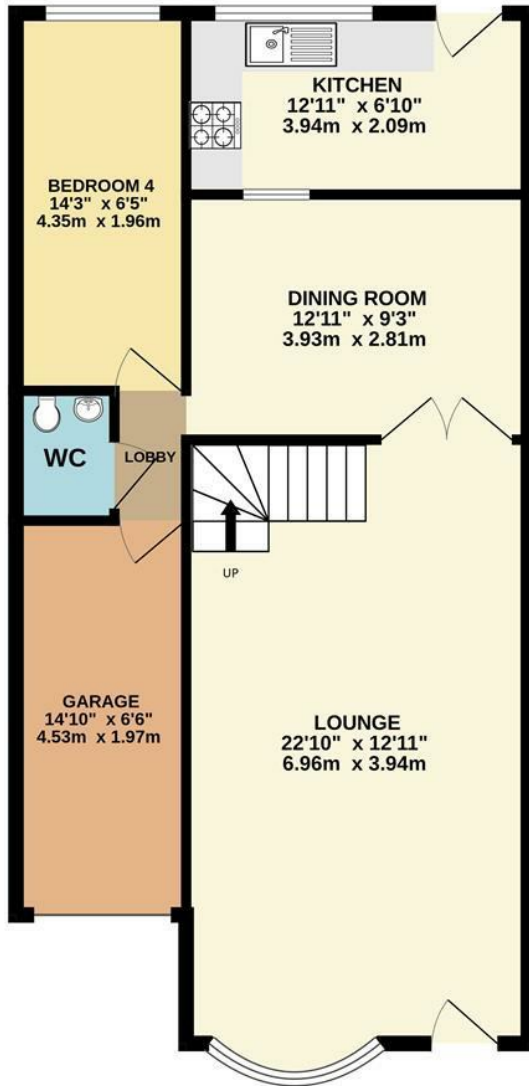 KITCHEN
12'11" x 6'10"
3.94m x 2.09m
BEDROOM 4
14'3" x 6'5"
4.35m x 1.96m
DINING ROOM
12'11" x 9'3"
3.93m x 2.81m
WC
LOBBY
UP
GARAGE
14'10" x 6'6"
4.53m x 1.97m
LOUNGE
22'10" x 12'11"
6.96m x 3.94m